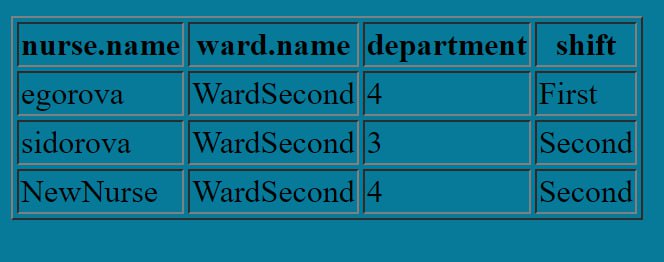 nurse.name ward.name department shift
egorova WardSecond 4 First
sidorova WardSecond 3 Second
NewNurse WardSecond 4 Second